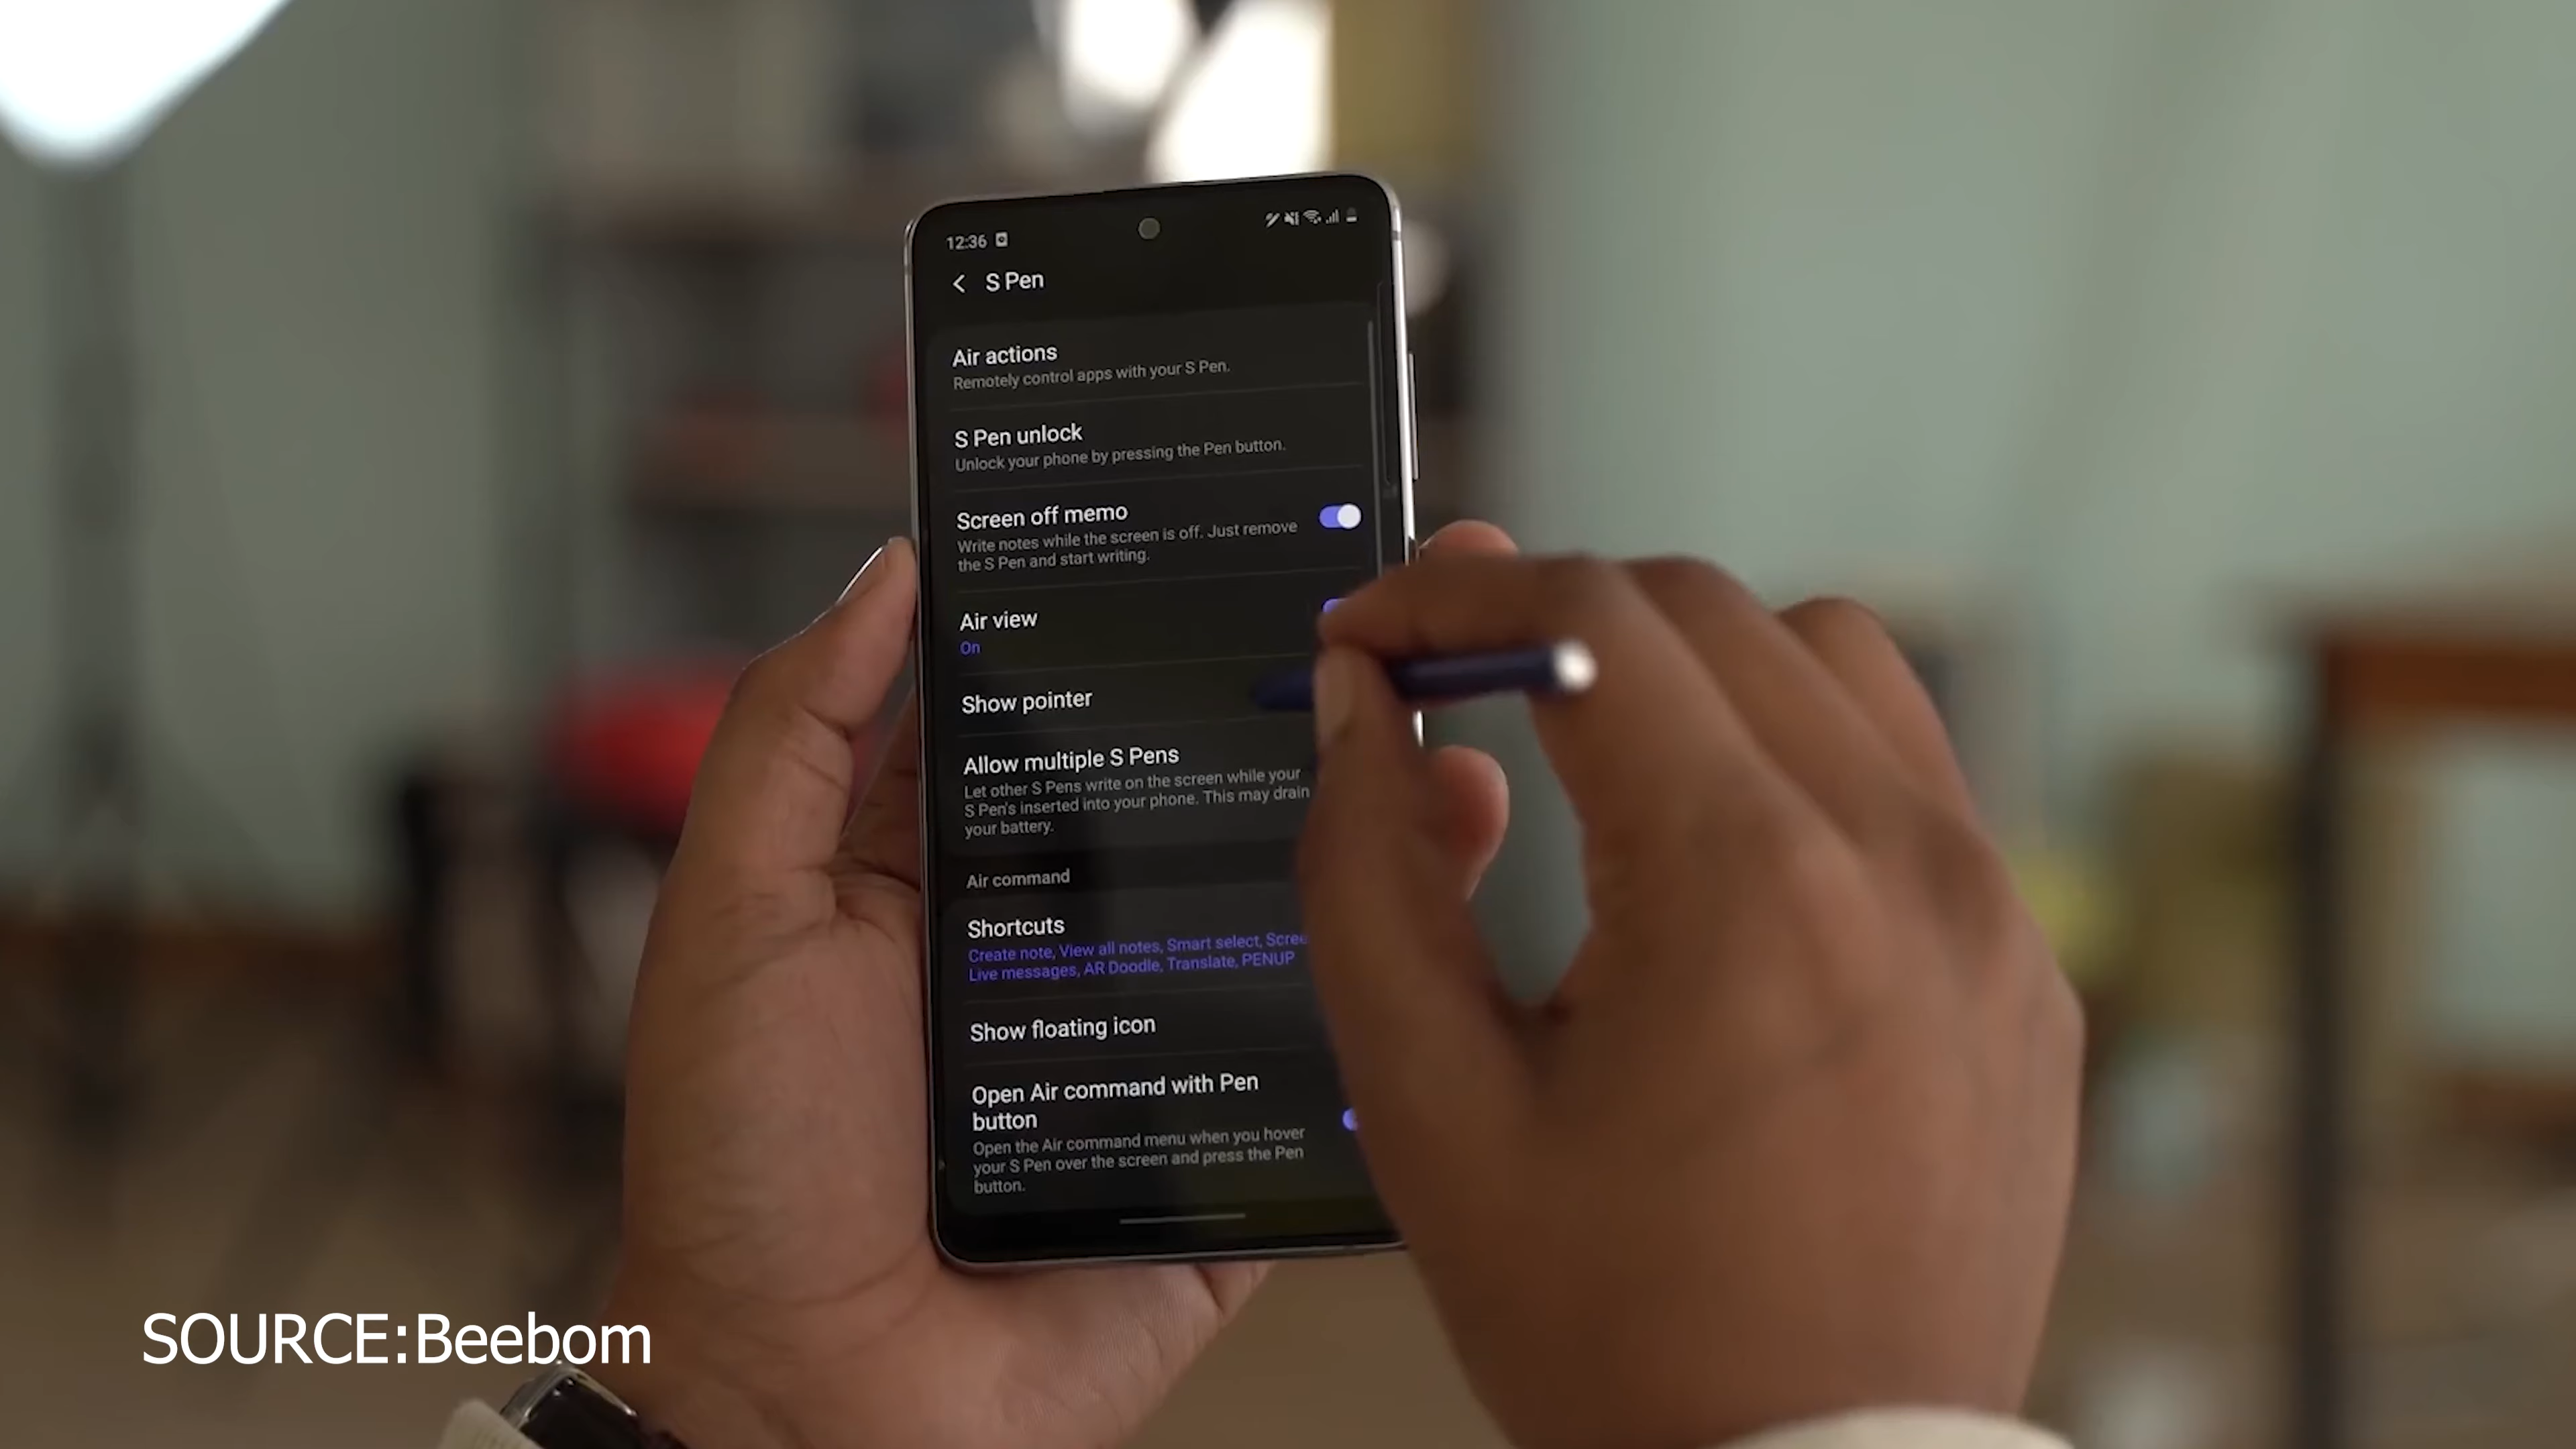 12:36
S Pen
Air actions
Remotely control apps with your S Pen.
S Pen unlock
Unlock your phone by pressing the Pen button.
Screen off memo
Write notes while the screen is off. Just remove
the S Pen and start writing.
Air view
On
Show pointer
Allow multiple S Pens
Let other S Pens write on the screen while your
S Pen's inserted into your phone. This may drain
your battery.
Air command
Shortcuts
Create note, View all notes, Smart select, Scree
Live messages, AR Doodle, Translate, PENUP
Show floating icon
Open Air command with Pen
button
Open the Air command menu when you hover
your S Pen over the screen and press the Pen
button.
SOURCE:Beebom